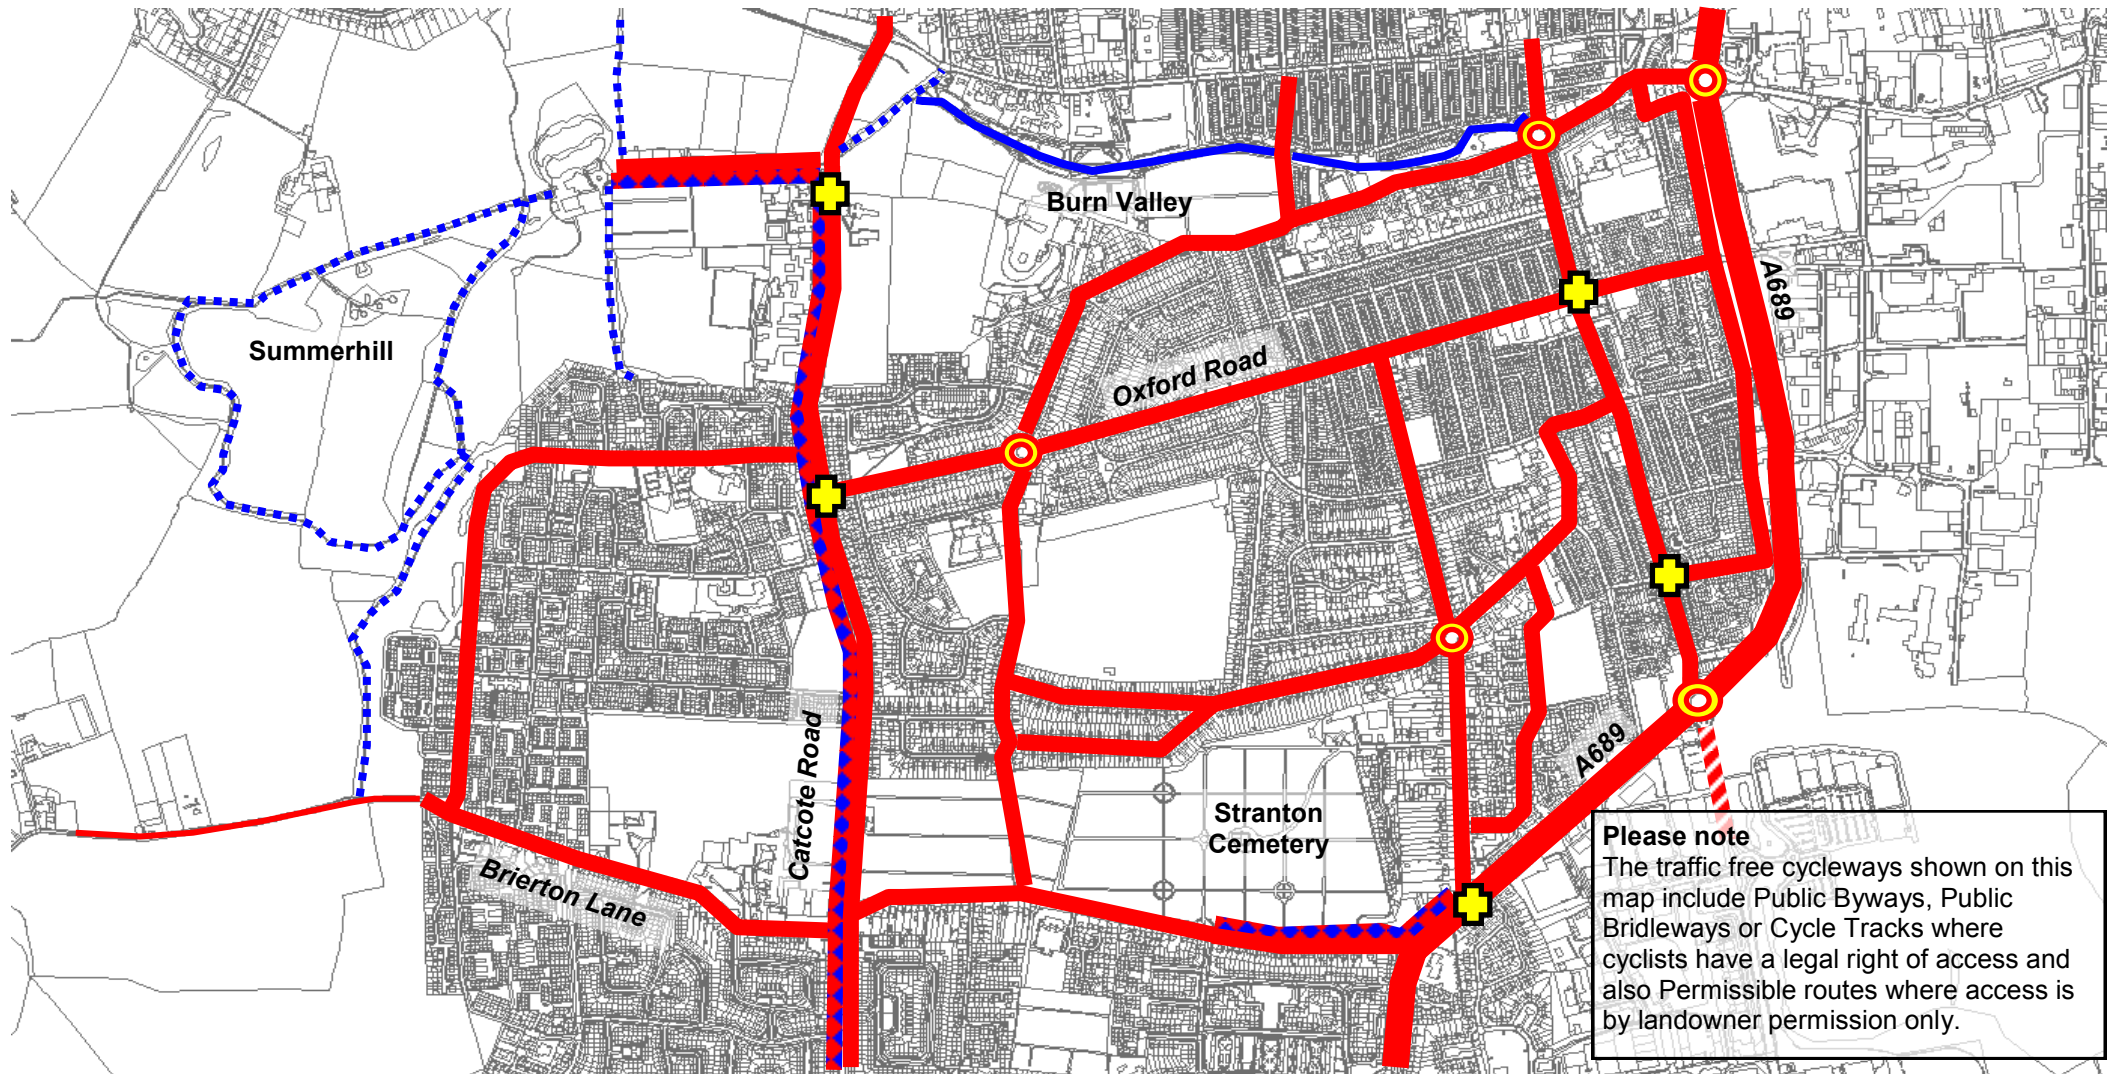 Burn Valley
A689
Summerhill
Oxford Road
Catcote Road
A689
Stranton
Cemetery
Brierton Lane
Please note
The traffic free cycleways shown on this
map include Public Byways, Public
Bridleways or Cycle Tracks where
cyclists have a legal right of access and
also Permissible routes where access is
by landowner permission only.